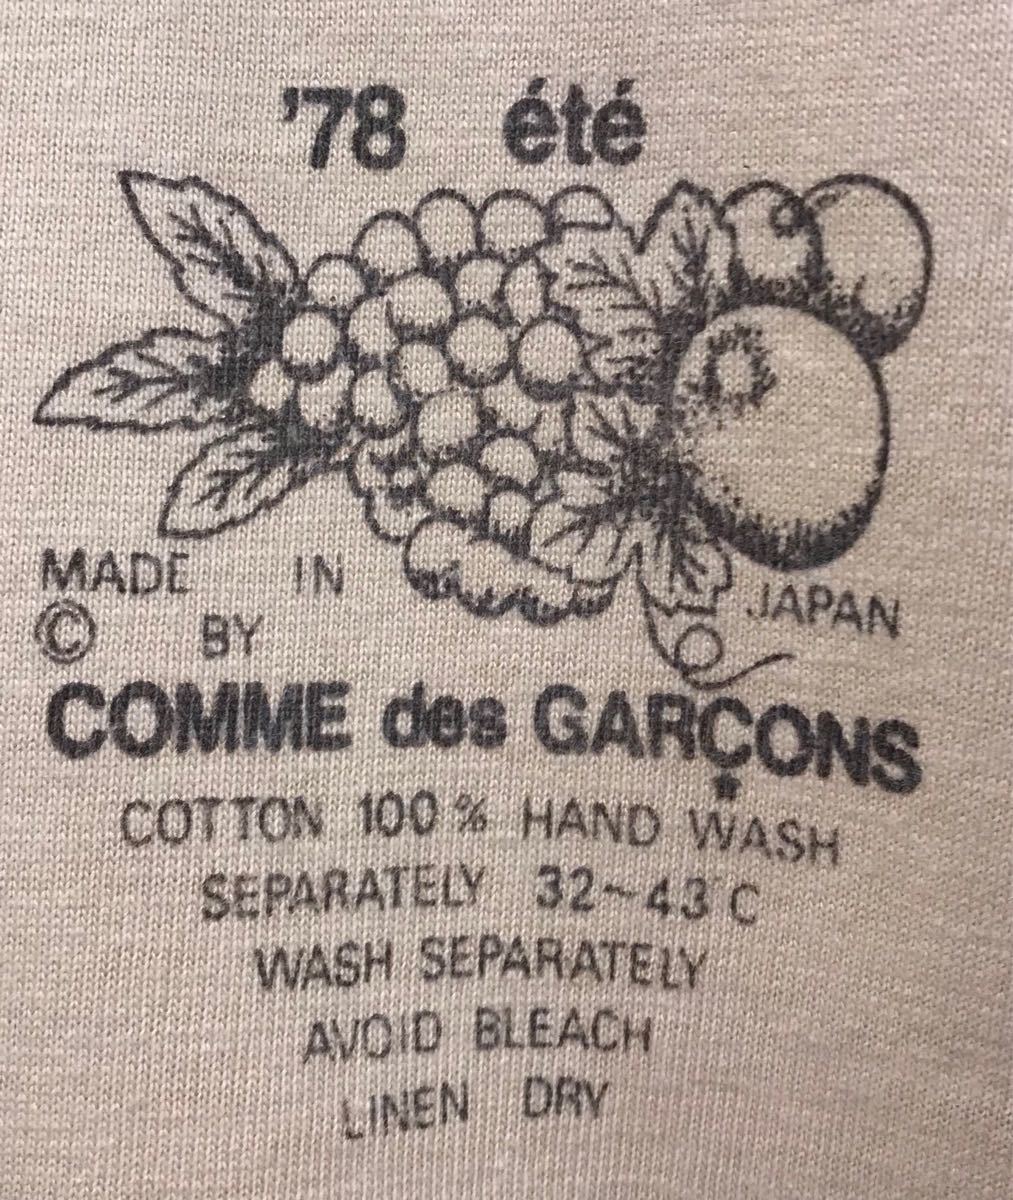 '78 été
MADE IN JAPAN
© BY
COMME des GARÇONS
COTTON 100% HAND WASH
SEPARATELY 32~43°C
WASH SEPARATELY
AVOID BLEACH
LINEN DRY